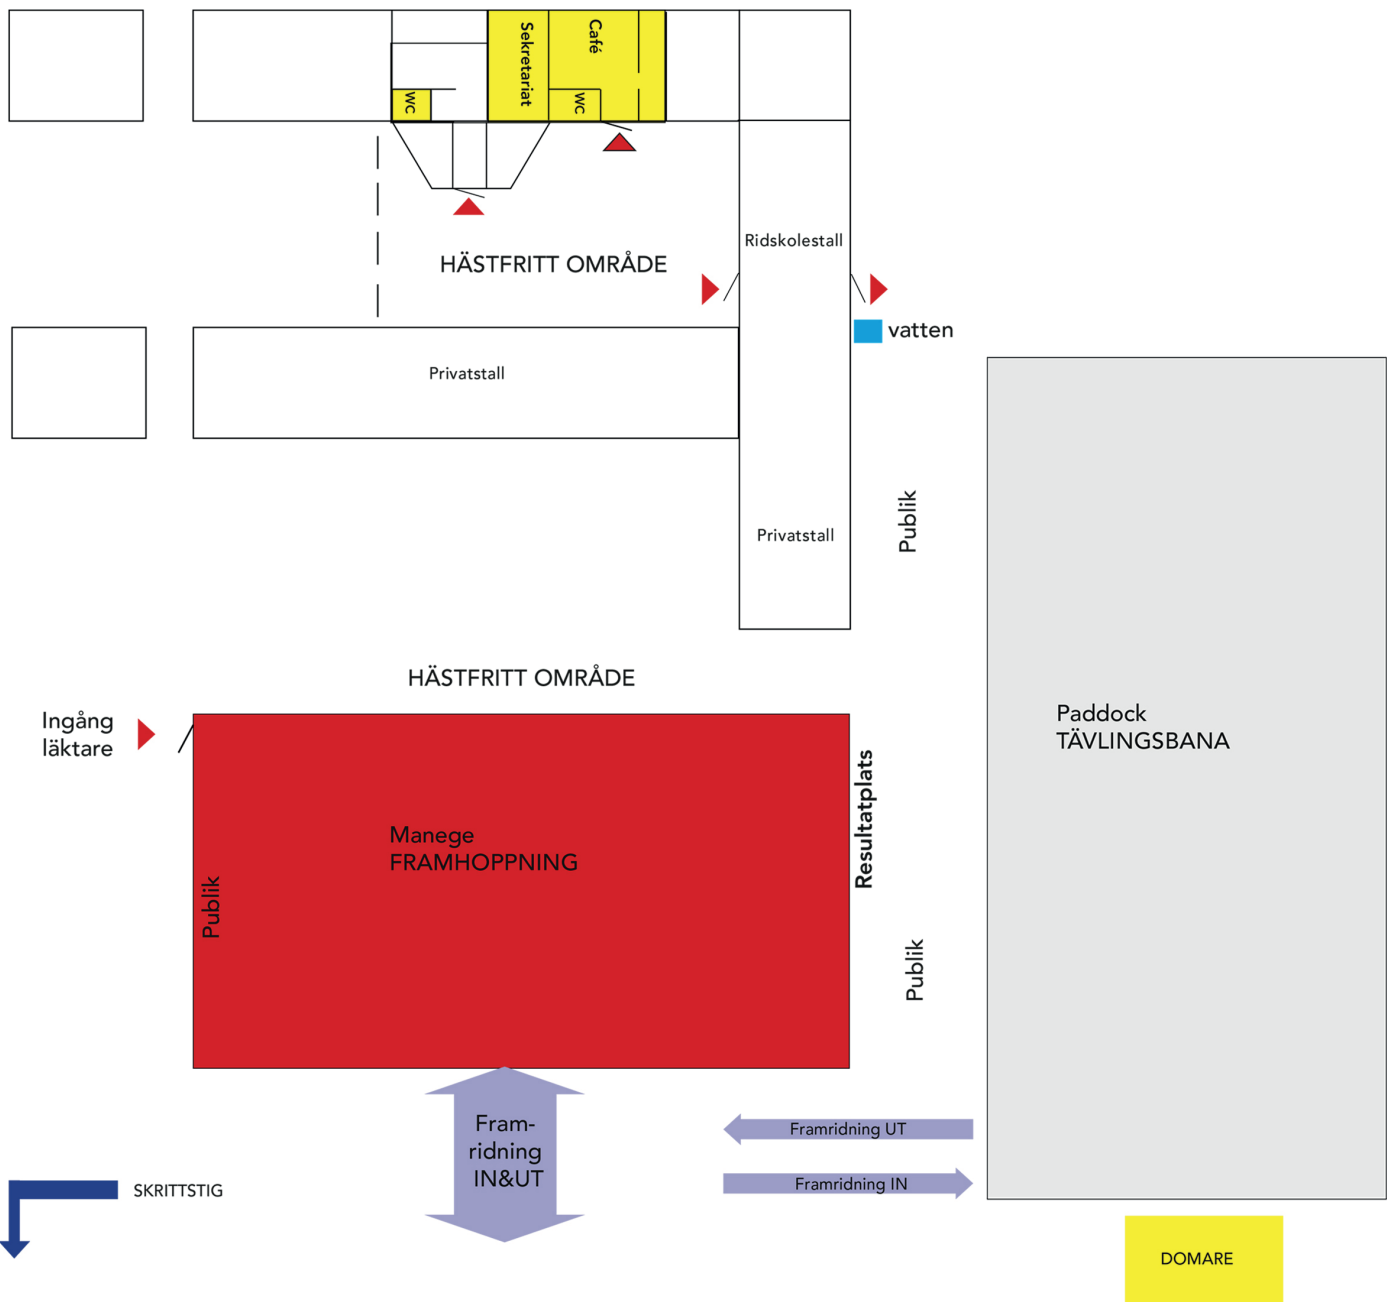 Sekretariat
Café
WC
WC
Ridskolestall
HÄSTFRITT OMRÅDE
vatten
Privatstall
Publik
Privatstall
HÄSTFRITT OMRÅDE
Ingång
läktare
Paddock
TÄVLINGSBANA
Resultatplats
Manege
FRAMHOPPNING
Publik
Publik
Fram-
ridning
IN&UT
Framridning UT
Framridning IN
SKRITTSTIG
DOMARE